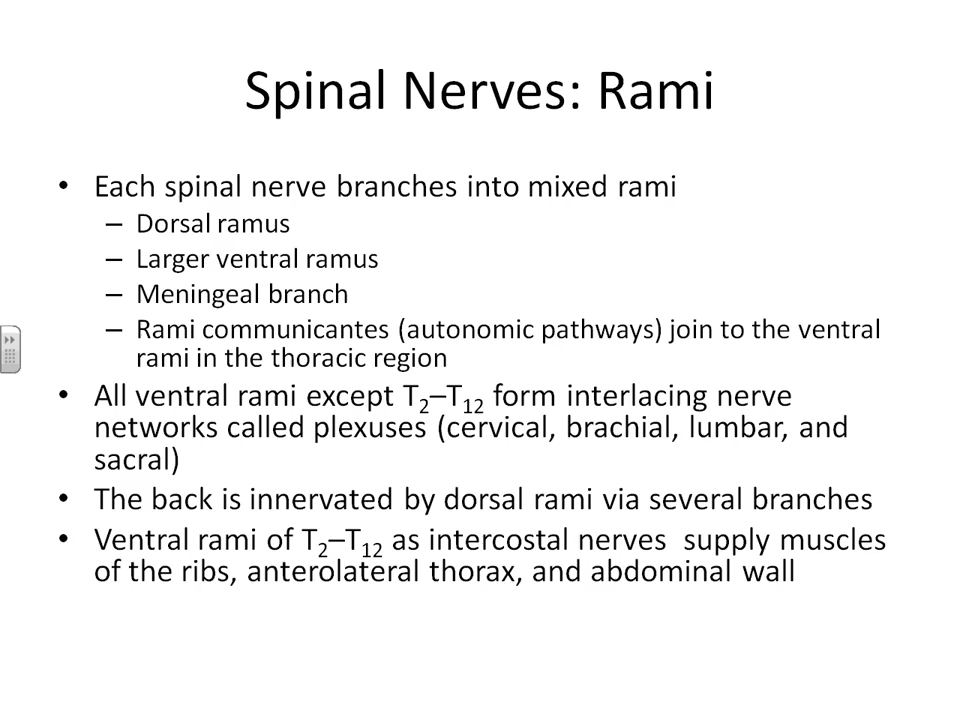 Spinal Nerves: Rami
• Each spinal nerve branches into mixed rami
– Dorsal ramus
– Larger ventral ramus
– Meningeal branch
– Rami communicantes (autonomic pathways) join to the ventral
rami in the thoracic region
• All ventral rami except T₂–T₁₂ form interlacing nerve
networks called plexuses (cervical, brachial, lumbar, and
sacral)
• The back is innervated by dorsal rami via several branches
• Ventral rami of T₂–T₁₂ as intercostal nerves  supply muscles
of the ribs, anterolateral thorax, and abdominal wall